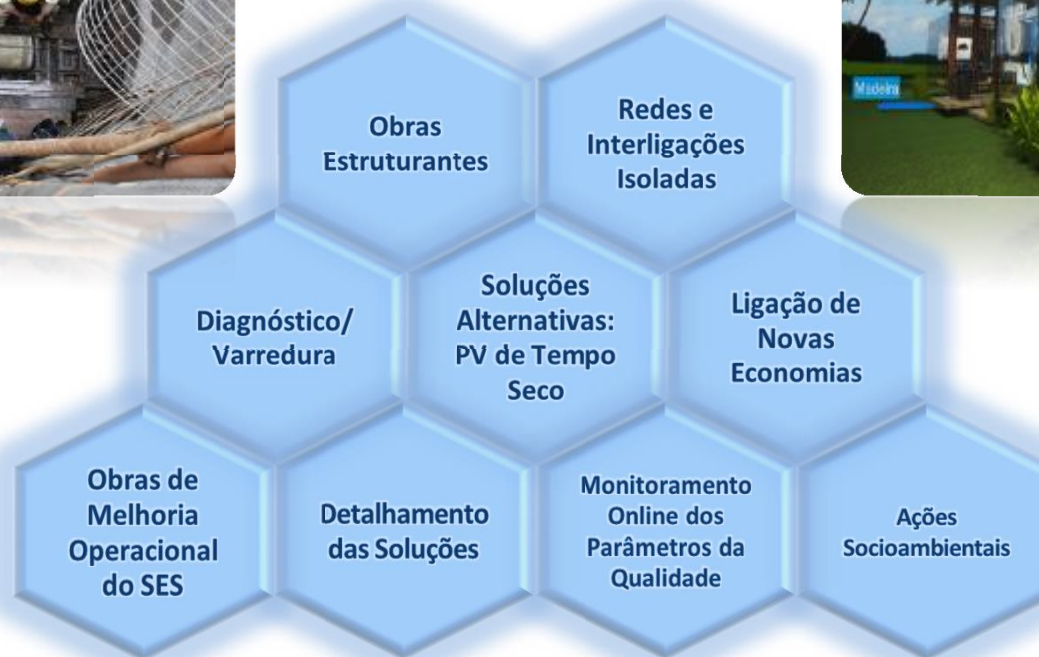 Madeira
Obras
Estruturantes
Redes e
Interligações
Isoladas
Diagnóstico/
Varredura
Soluções
Alternativas:
PV de Tempo
Seco
Ligação de
Novas
Economias
Obras de
Melhoria
Operacional
do SES
Detalhamento
das Soluções
Monitoramento
Online dos
Parâmetros da
Qualidade
Ações
Socioambientais